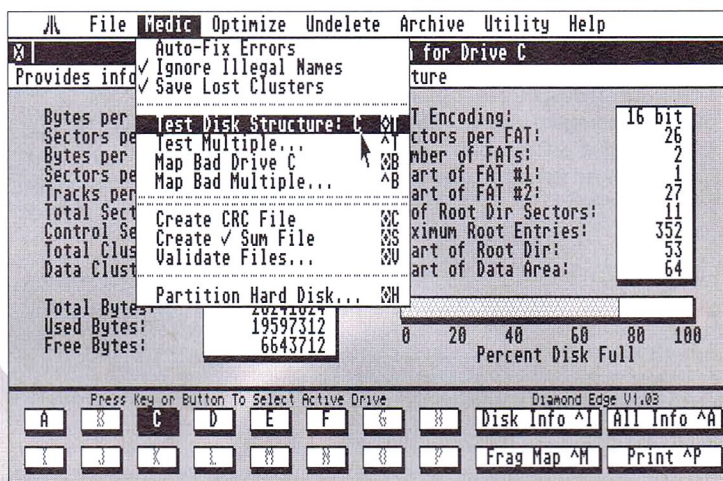 File Medic Optimize Undelete Archive Utility Help
n for Drive C
Provides info
ture
Auto-Fix Errors
✓ Ignore Illegal Names
✓ Save Lost Clusters
Test Disk Structure: C ◊T
Test Multiple... ^T
Map Bad Drive C ◊B
Map Bad Multiple... ^B
Create CRC File ◊C
Create ✓ Sum File ◊S
Validate Files... ◊V
Partition Hard Disk... ◊H
Bytes per
Sectors pe
Bytes per
Sectors pe
Tracks per
Total Sect
Control Se
Total Clus
Data Clust
T Encoding: 16 bit
ctors per FAT: 26
mber of FATs: 2
art of FAT #1: 1
art of FAT #2: 27
of Root Dir Sectors: 11
ximum Root Entries: 352
art of Root Dir: 53
art of Data Area: 64
Total Bytes:
Used Bytes: 19597312
Free Bytes: 6643712
0 20 40 60 80 100
Percent Disk Full
Press Key or Button To Select Active Drive
Diamond Edge V1.03
A B C D E F G H Disk Info ^I All Info ^A
I J K L M N O P Frag Map ^M Print ^P